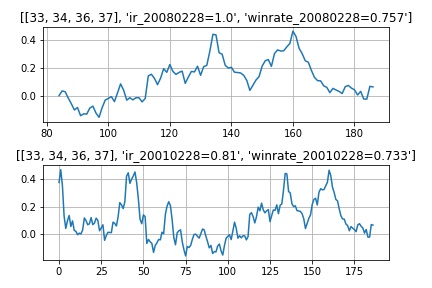 [[33, 34, 36, 37], 'ir_20080228=1.0', 'winrate_20080228=0.757']
0.4
0.2
0.0
80 100 120 140 160 180
[[33, 34, 36, 37], 'ir_20010228=0.81', 'winrate_20010228=0.733']
0.4
0.2
0.0
0 25 50 75 100 125 150 175